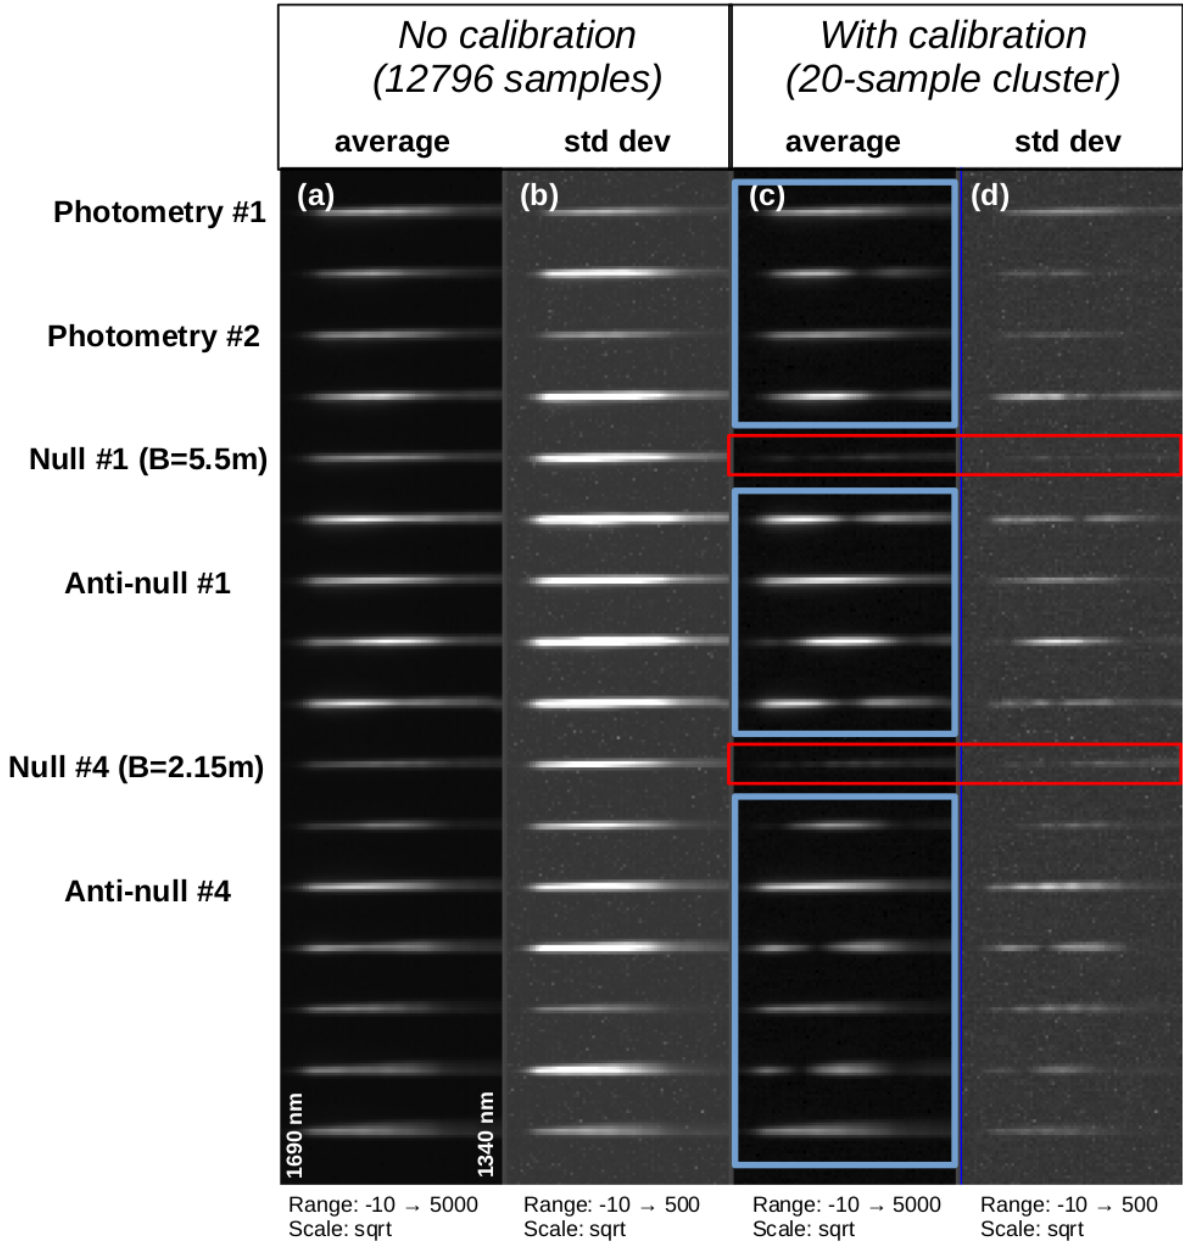 No calibration
(12796 samples)
With calibration
(20-sample cluster)
average
std dev
average
std dev
(a)
(b)
(c)
(d)
Photometry #1
Photometry #2
Null #1 (B=5.5m)
Anti-null #1
Null #4 (B=2.15m)
Anti-null #4
1690 nm
1340 nm
Range: -10 → 5000
Scale: sqrt
Range: -10 → 500
Scale: sqrt
Range: -10 → 5000
Scale: sqrt
Range: -10 → 500
Scale: sqrt